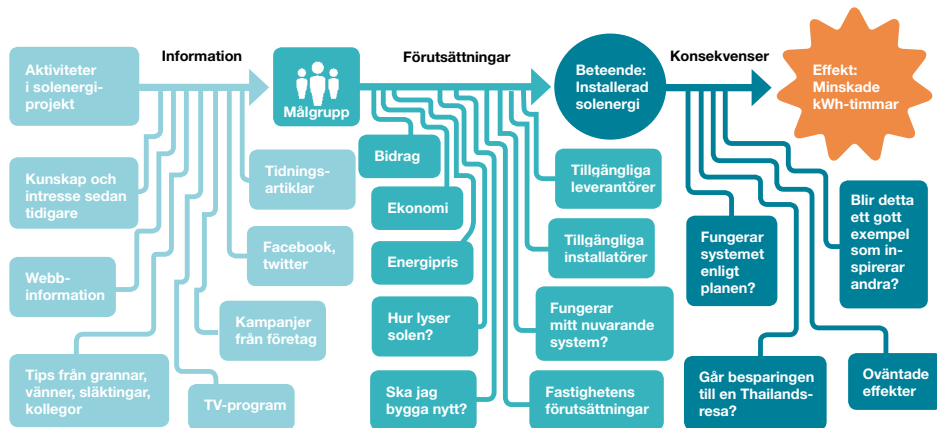 Information
Förutsättningar
Konsekvenser
Aktiviteter
i solenergi-
projekt
Målgrupp
Beteende:
Installerad
solenergi
Effekt:
Minskade
kWh-timmar
Kunskap och
intresse sedan
tidigare
Webb-
information
Tips från grannar,
vänner, släktingar,
kollegor
Tidnings-
artiklar
Facebook,
twitter
Kampanjer
från företag
TV-program
Bidrag
Ekonomi
Energipris
Hur lyser
solen?
Ska jag
bygga nytt?
Tillgängliga
leverantörer
Tillgängliga
installatörer
Fungerar
mitt nuvarande
system?
Fastighetens
förutsättningar
Fungerar
systemet
enligt
planen?
Går besparingen
till en Thailands-
resa?
Blir detta
ett gott
exempel
som in-
spirerar
andra?
Oväntade
effekter